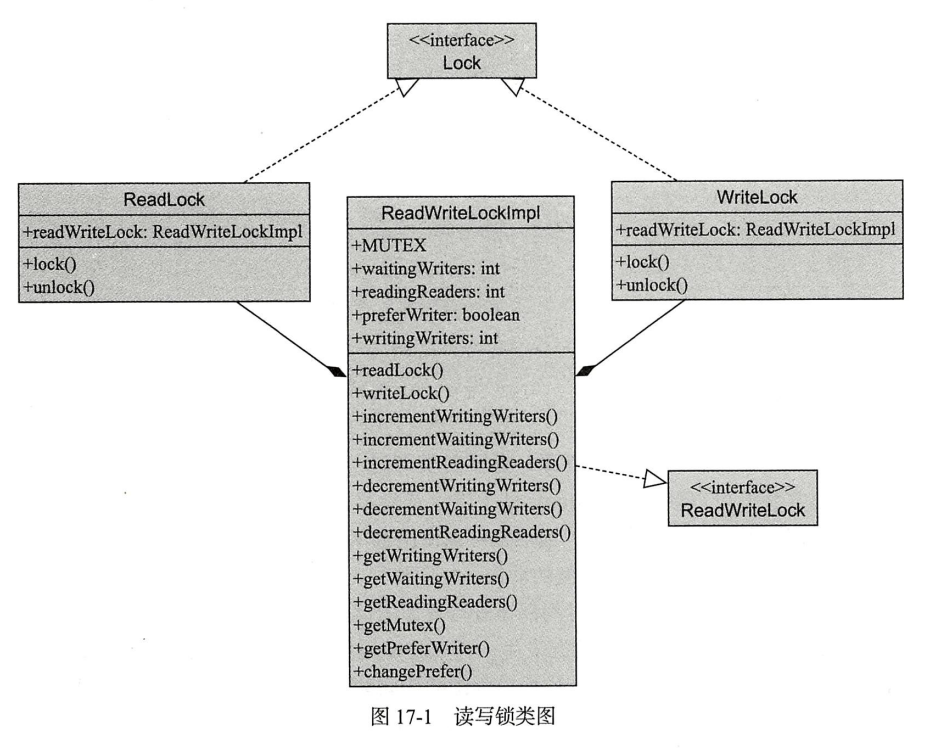 <<interface>>
Lock
ReadLock
+readWriteLock: ReadWriteLockImpl
+lock()
+unlock()
ReadWriteLockImpl
+MUTEX
+waitingWriters: int
+readingReaders: int
+preferWriter: boolean
+writingWriters: int
+readLock()
+writeLock()
+incrementWritingWriters()
+incrementWaitingWriters()
+incrementReadingReaders()
+decrementWritingWriters()
+decrementWaitingWriters()
+decrementReadingReaders()
+getWritingWriters()
+getWaitingWriters()
+getReadingReaders()
+getMutex()
+getPreferWriter()
+changePrefer()
WriteLock
+readWriteLock: ReadWriteLockImpl
+lock()
+unlock()
<<interface>>
ReadWriteLock
图 17-1 读写锁类图